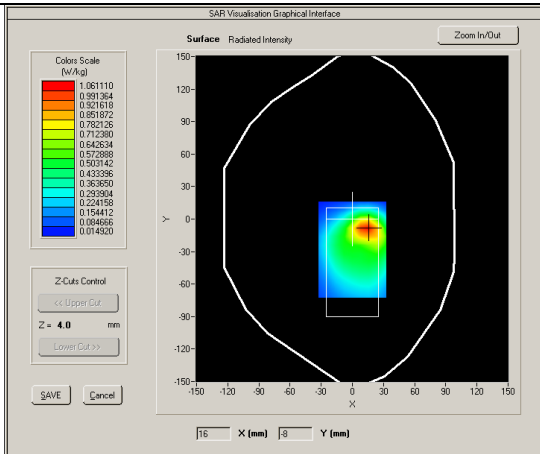 SAR Visualisation Graphical Interface
Surface Radiated Intensity
Zoom In/Out
Colors Scale
(W/kg)
1.061110
0.991364
0.921618
0.851872
0.782126
0.712380
0.642634
0.572888
0.503142
0.433396
0.363650
0.293904
0.224158
0.154412
0.084666
0.014920
150
120
90
60
30
0
-30
-60
-90
-120
-150
Y
-150 -120 -90 -60 -30 0 30 60 90 120 150
X
Z-Cuts Control
<< Upper Cut
Z = 4.0 mm
Lower Cut >>
SAVE Cancel
16 X (mm) -8 Y (mm)